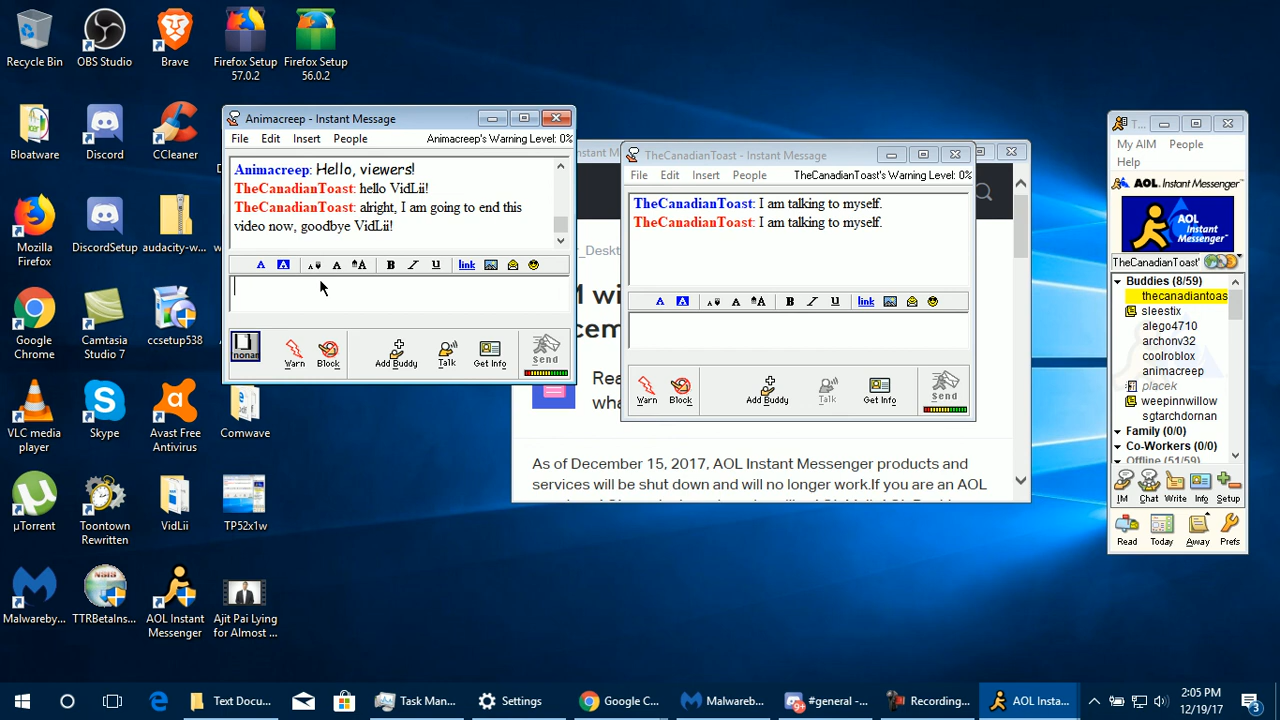 Recycle Bin
OBS Studio
Brave
Firefox Setup
57.0.2
Firefox Setup
56.0.2
Bloatware
Discord
CCleaner
Mozilla
Firefox
DiscordSetup
audacity-w...
Google
Chrome
Camtasia
Studio 7
ccsetup538
VLC media
player
Skype
Avast Free
Antivirus
Comwave
µTorrent
Toontown
Rewritten
VidLii
TP52x1w
Malwareby...
TTRBetaIns...
AOL Instant
Messenger
Ajit Pai Lying
for Almost ...
Animacreep - Instant Message
File Edit Insert People Animacreep's Warning Level: 0%
Animacreep: Hello, viewers!
TheCanadianToast: hello VidLii!
TheCanadianToast: alright, I am going to end this
video now, goodbye VidLii!
A A A A A B I U link
Warn Block Add Buddy Talk Get Info Send
TheCanadianToast - Instant Message
File Edit Insert People TheCanadianToast's Warning Level: 0%
TheCanadianToast: I am talking to myself.
TheCanadianToast: I am talking to myself.
A A A A A B I U link
Warn Block Add Buddy Talk Get Info Send
As of December 15, 2017, AOL Instant Messenger products and
services will be shut down and will no longer work.If you are an AOL
T...
My AIM People
Help
AOL Instant Messenger
TheCanadianToast'
Buddies (8/59)
thecanadiantoas
sleestix
alego4710
archonv32
coolroblox
animacreep
placek
weepinnwillow
sgtarchdornan
Family (0/0)
Co-Workers (0/0)
Offline (51/59)
IM Chat Write Info Setup
Read Today Away Prefs
Text Docu...
Task Man...
Settings
Google C...
Malwareb...
#general -...
Recording...
AOL Insta...
2:05 PM
12/19/17
3